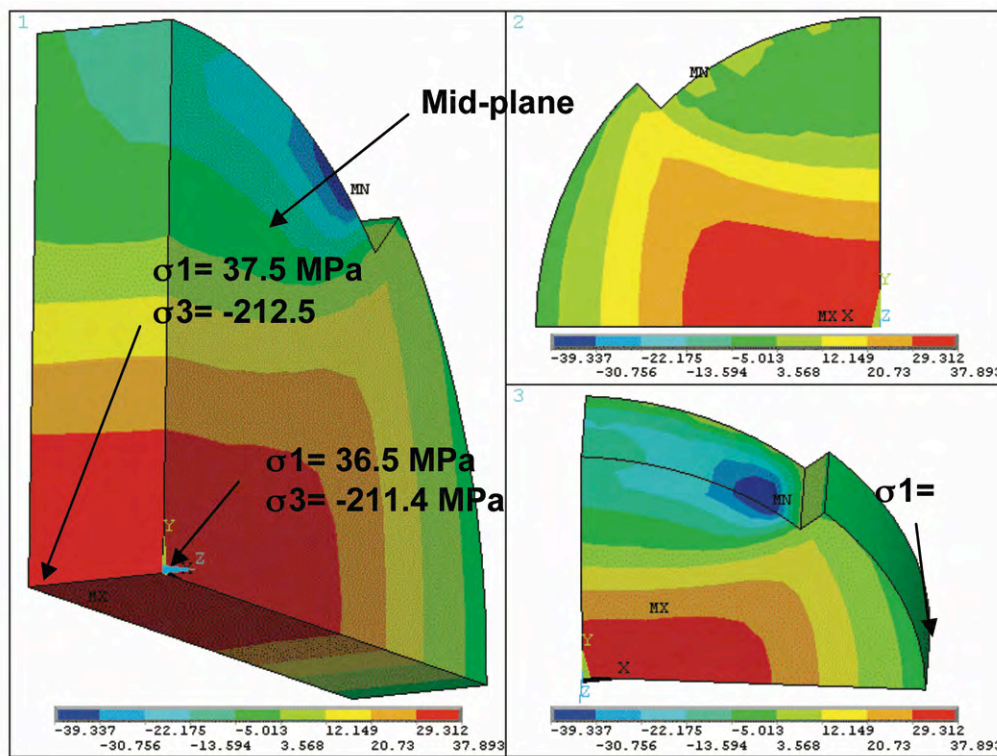 1
MN
Mid-plane
σ1= 37.5 MPa
σ3= -212.5
σ1= 36.5 MPa
σ3= -211.4 MPa
Y
Z
MX
-39.337 -22.175 -5.013 12.149 29.312
-30.756 -13.594 3.568 20.73 37.893
2
MN
Y
MX X Z
-39.337 -22.175 -5.013 12.149 29.312
-30.756 -13.594 3.568 20.73 37.893
3
MN
σ1=
MX
Y
X
Z
-39.337 -22.175 -5.013 12.149 29.312
-30.756 -13.594 3.568 20.73 37.893